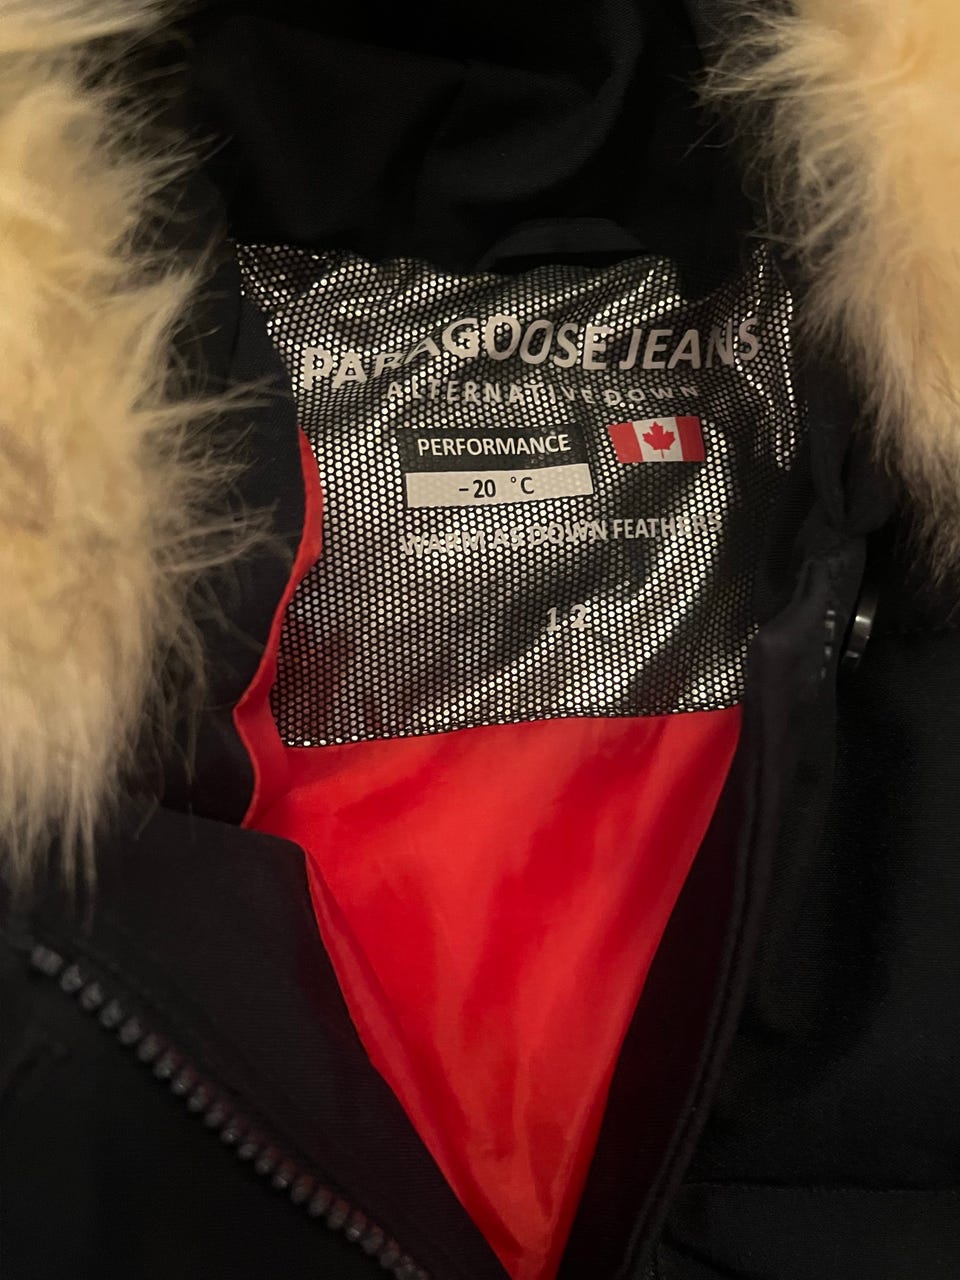 PARAGOOSE JEANS
ALTERNATIVE DOWN
PERFORMANCE
-20 °C
WARM AS DOWN FEATHERS
12